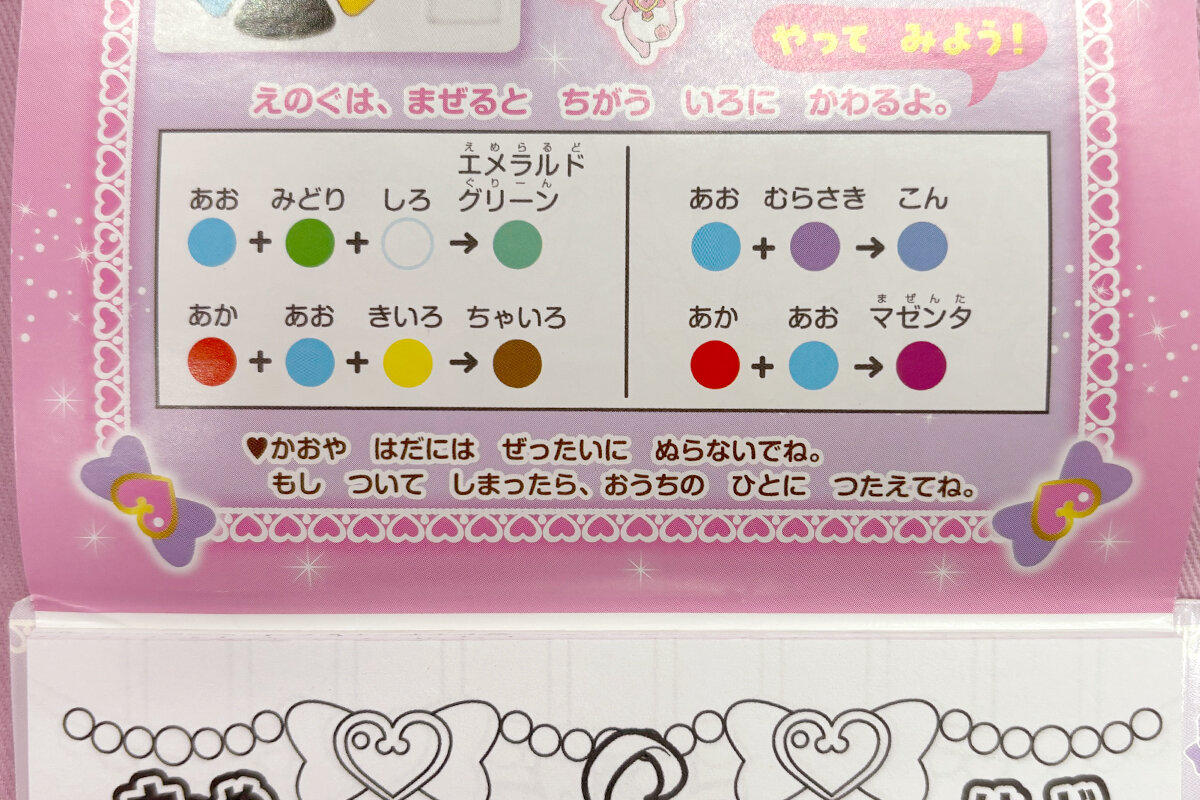 やって みよう!
えのぐは、まぜると ちがう いろに かわるよ。
えめらるど
エメラルド
ぐりーん
あお みどり しろ グリーン
+ + →
あか あお きいろ ちゃいろ
+ + →
あお むらさき こん
+ →
まぜんた
あか あお マゼンタ
+ →
♥かおや はだには ぜったいに ぬらないでね。
もし ついて しまったら、おうちの ひとに つたえてね。